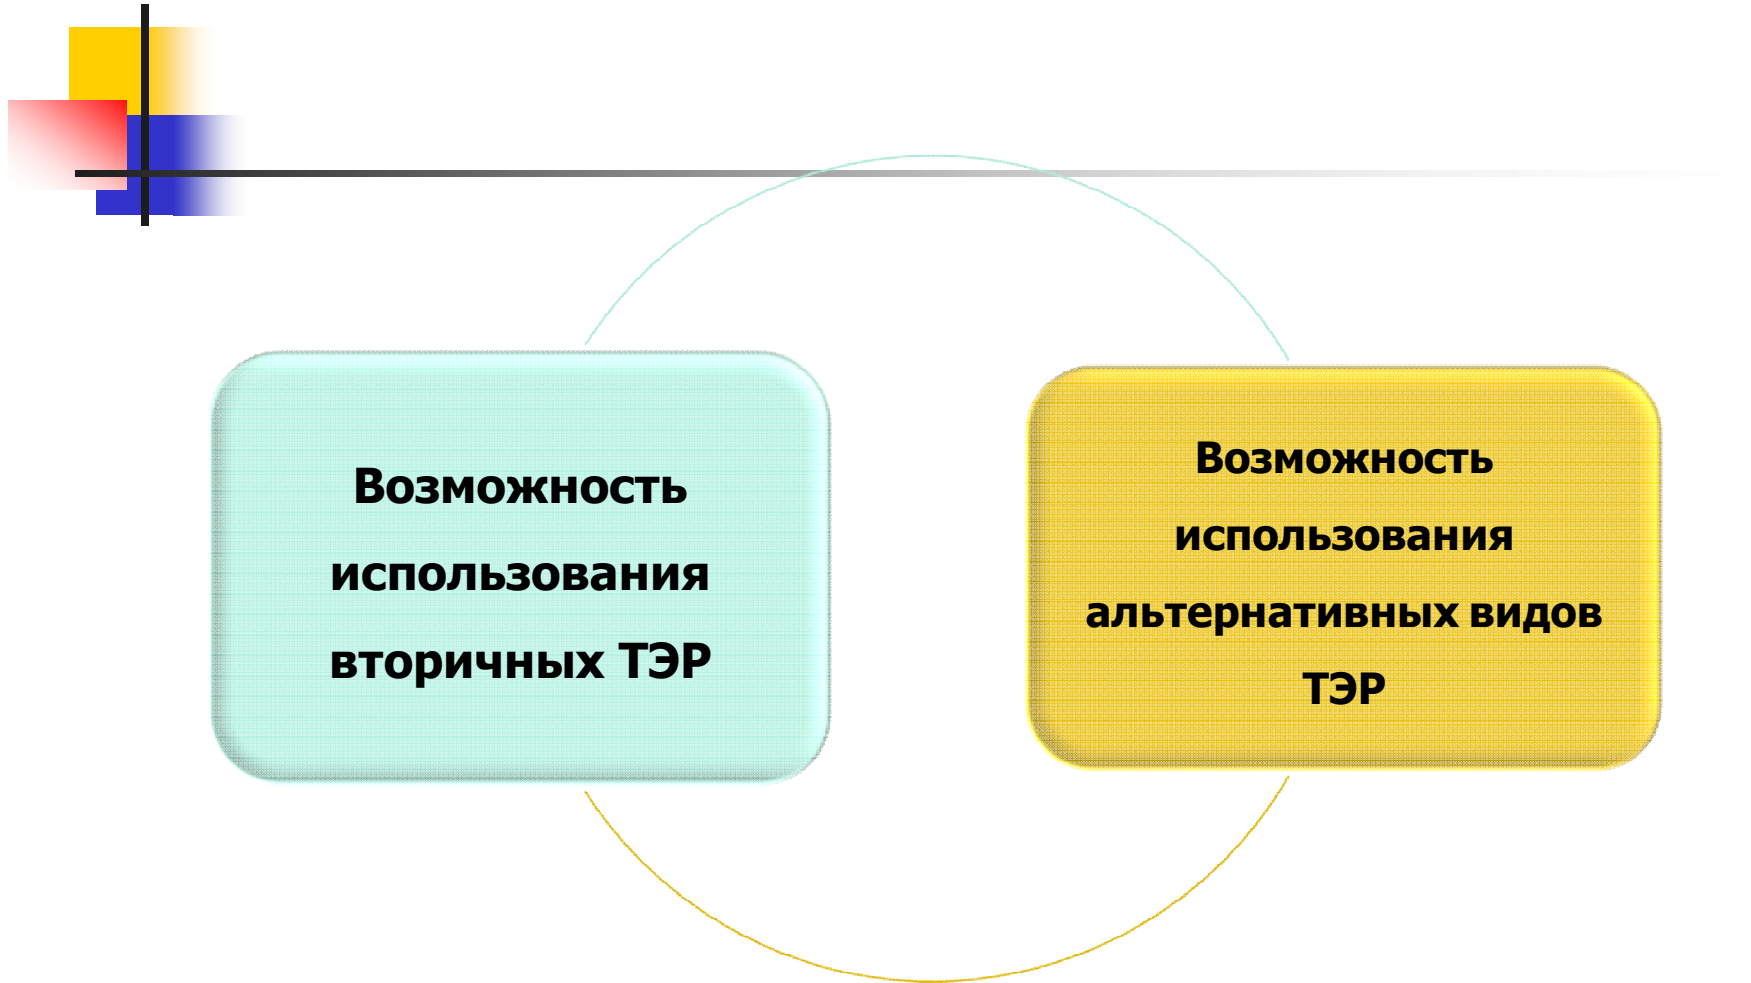 Возможность
использования
вторичных ТЭР
Возможность
использования
альтернативных видов
ТЭР